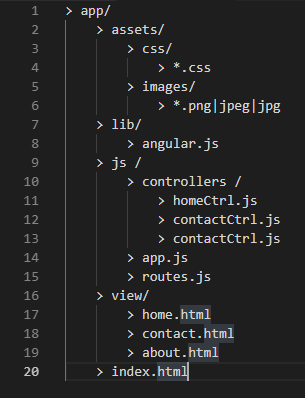 1 > app/
2 > assets/
3 > css/
4 > *.css
5 > images/
6 > *.png|jpeg|jpg
7 > lib/
8 > angular.js
9 > js /
10 > controllers /
11 > homeCtrl.js
12 > contactCtrl.js
13 > contactCtrl.js
14 > app.js
15 > routes.js
16 > view/
17 > home.html
18 > contact.html
19 > about.html
20 > index.html